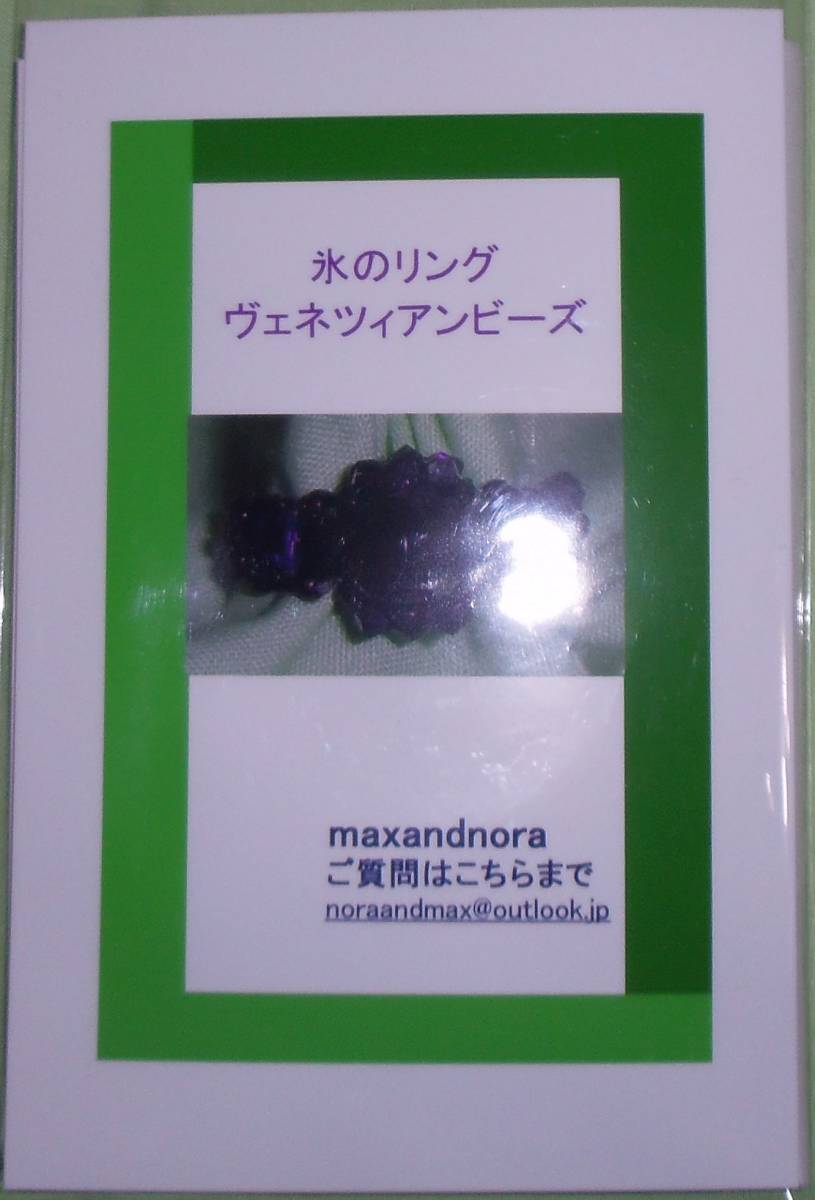 氷のリング
ヴェネツィアンビーズ
maxandnora
ご質問はこちらまで
noraandmax@outlook.jp